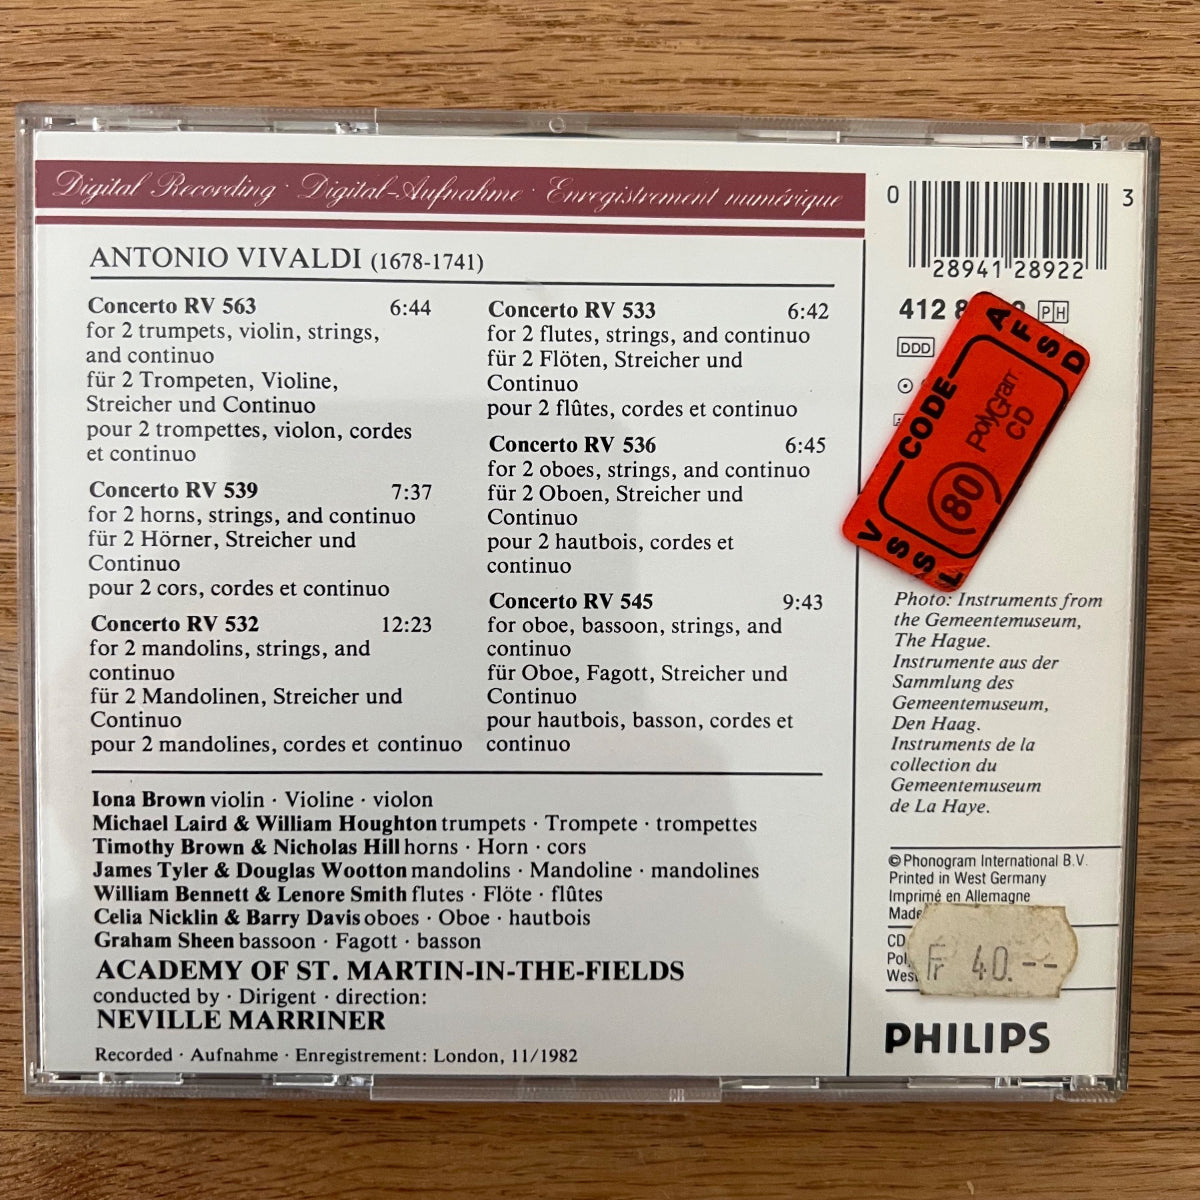 Digital Recording · Digital-Aufnahme · Enregistrement numérique
ANTONIO VIVALDI (1678-1741)
Concerto RV 563 6:44
for 2 trumpets, violin, strings,
and continuo
für 2 Trompeten, Violine,
Streicher und Continuo
pour 2 trompettes, violon, cordes
et continuo
Concerto RV 539 7:37
for 2 horns, strings, and continuo
für 2 Hörner, Streicher und
Continuo
pour 2 cors, cordes et continuo
Concerto RV 532 12:23
for 2 mandolins, strings, and
continuo
für 2 Mandolinen, Streicher und
Continuo
pour 2 mandolines, cordes et continuo
Concerto RV 533 6:42
for 2 flutes, strings, and continuo
für 2 Flöten, Streicher und
Continuo
pour 2 flûtes, cordes et continuo
Concerto RV 536 6:45
for 2 oboes, strings, and continuo
für 2 Oboen, Streicher und
Continuo
pour 2 hautbois, cordes et
continuo
Concerto RV 545 9:43
for oboe, bassoon, strings, and
continuo
für Oboe, Fagott, Streicher und
Continuo
pour hautbois, basson, cordes et
continuo
Iona Brown violin · Violine · violon
Michael Laird & William Houghton trumpets · Trompete · trompettes
Timothy Brown & Nicholas Hill horns · Horn · cors
James Tyler & Douglas Wootton mandolins · Mandoline · mandolines
William Bennett & Lenore Smith flutes · Flöte · flûtes
Celia Nicklin & Barry Davis oboes · Oboe · hautbois
Graham Sheen bassoon · Fagott · basson
ACADEMY OF ST. MARTIN-IN-THE-FIELDS
conducted by · Dirigent · direction:
NEVILLE MARRINER
Recorded · Aufnahme · Enregistrement: London, 11/1982
0 28941 28922 3
412 8
PH
DDD
AFSD
CODE
PolyGram
CD
80
VSSL
Photo: Instruments from
the Gemeentemuseum,
The Hague.
Instrumente aus der
Sammlung des
Gemeentemuseum,
Den Haag.
Instruments de la
collection du
Gemeentemuseum
de La Haye.
© Phonogram International B.V.
Printed in West Germany
Imprimé en Allemagne
Made
CD
Pol
Wes
Fr 40.--
PHILIPS